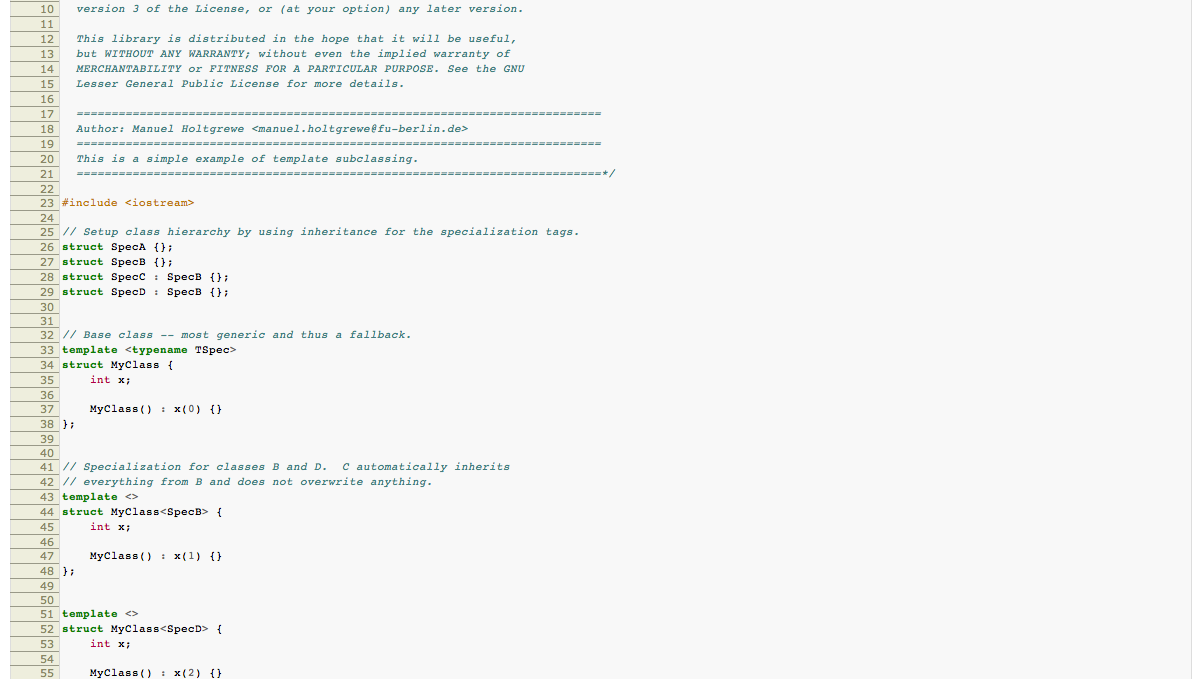 10 version 3 of the License, or (at your option) any later version.
11
12 This library is distributed in the hope that it will be useful,
13 but WITHOUT ANY WARRANTY; without even the implied warranty of
14 MERCHANTABILITY or FITNESS FOR A PARTICULAR PURPOSE. See the GNU
15 Lesser General Public License for more details.
16
17 ===========================================================================
18 Author: Manuel Holtgrewe <manuel.holtgrewe@fu-berlin.de>
19 ===========================================================================
20 This is a simple example of template subclassing.
21 ===========================================================================*/
22
23 #include <iostream>
24
25 // Setup class hierarchy by using inheritance for the specialization tags.
26 struct SpecA {};
27 struct SpecB {};
28 struct SpecC : SpecB {};
29 struct SpecD : SpecB {};
30
31
32 // Base class -- most generic and thus a fallback.
33 template <typename TSpec>
34 struct MyClass {
35     int x;
36
37     MyClass() : x(0) {}
38 };
39
40
41 // Specialization for classes B and D.  C automatically inherits
42 // everything from B and does not overwrite anything.
43 template <>
44 struct MyClass<SpecB> {
45     int x;
46
47     MyClass() : x(1) {}
48 };
49
50
51 template <>
52 struct MyClass<SpecD> {
53     int x;
54
55     MyClass() : x(2) {}